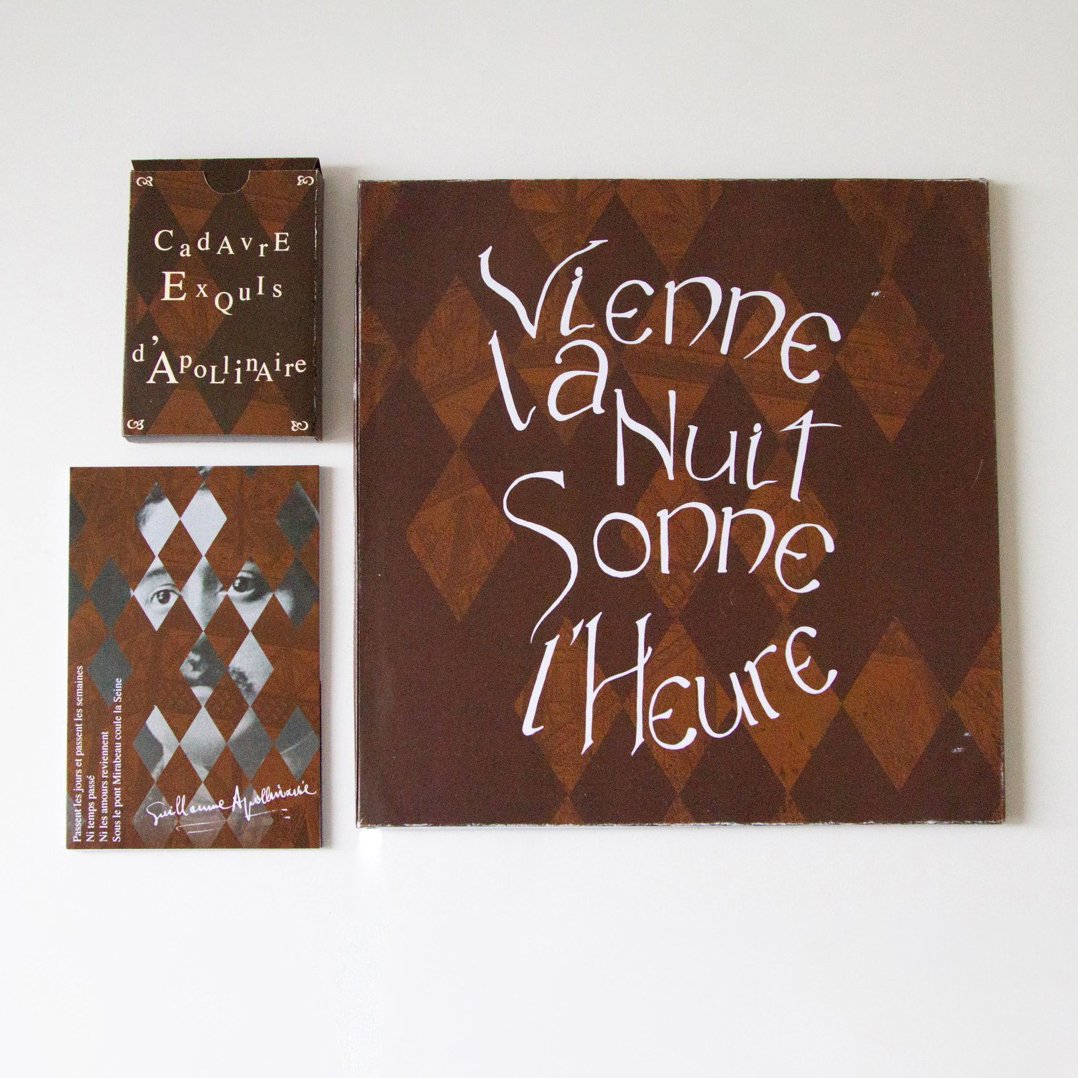 CadAvrE
ExQuIs
d'ApoLlinAire
Vienne
la
Nuit
Sonne
l'Heure
Passent les jours et passent les semaines
Ni temps passé
Ni les amours reviennent
Sous le pont Mirabeau coule la Seine
Guillaume Apollinaire